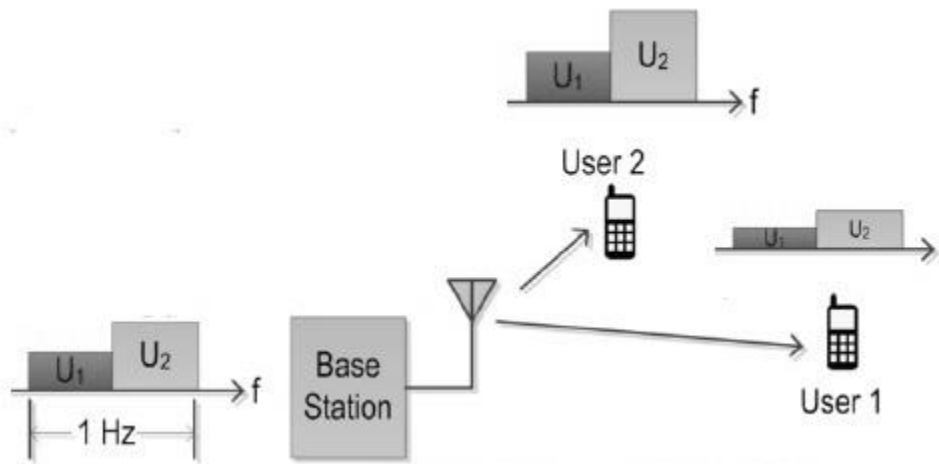 U₁
U₂
f
User 2
U₁
U₂
User 1
U₁
U₂
f
1 Hz
Base
Station